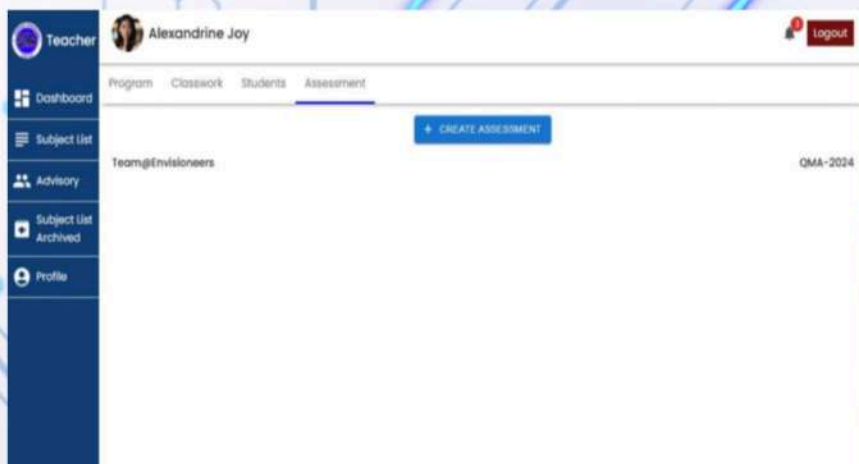 Teacher
Alexandrine Joy
3
Logout
Program Classwork Students Assessment
Dashboard
Subject List
Advisory
Subject List
Archived
Profile
+ CREATE ASSESSMENT
Team@Envisioneers QMA-2024